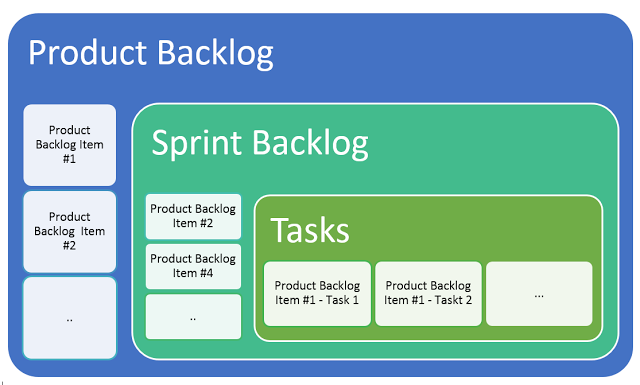 Product Backlog
Product
Backlog Item
#1
Product
Backlog Item
#2
..
Sprint Backlog
Product Backlog
Item #2
Product Backlog
Item #4
..
Tasks
Product Backlog
Item #1 - Task 1
Product Backlog
Item #1 - Taskt 2
...